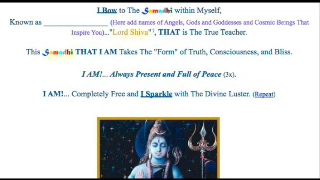 I Bow to The Samadhi within Myself,
Known as ____________________ (Here add names of Angels, Gods and Goddesses and Cosmic Beings That
Inspire You).."Lord Shiva"!, THAT is The True Teacher.
This Samadhi THAT I AM Takes The "Form" of Truth, Consciousness, and Bliss.
I AM!... Always Present and Full of Peace (2x).
I AM!... Completely Free and I Sparkle with The Divine Luster. (Repeat)